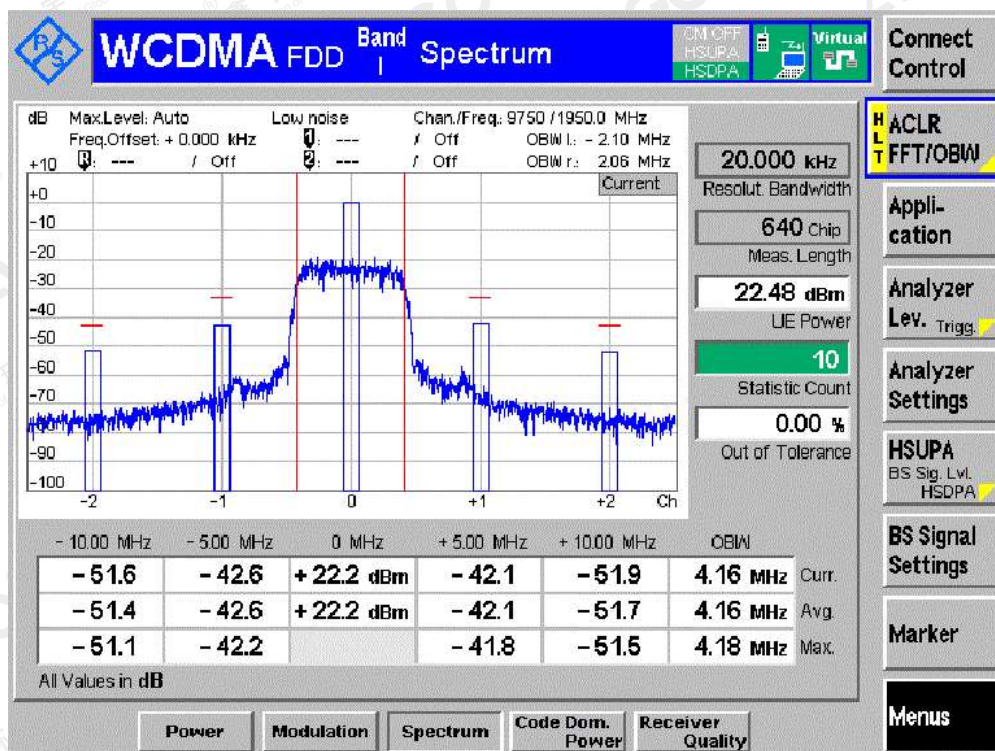 R S
WCDMA FDD Band I Spectrum
CM OFF
HSUPA
HSDPA
Virtual
Connect Control
dB Max.Level: Auto Low noise Chan./Freq.: 9750 / 1950.0 MHz
Freq.Offset: + 0.000 kHz 1: --- / Off OBW l.: - 2.10 MHz
+10 R: --- / Off 2: --- / Off OBW r.: 2.06 MHz
Current
+0
-10
-20
-30
-40
-50
-60
-70
-80
-90
-100
-2 -1 0 +1 +2 Ch
20.000 kHz
Resolut. Bandwidth
640 Chip
Meas. Length
22.48 dBm
UE Power
10
Statistic Count
0.00 %
Out of Tolerance
- 10.00 MHz - 5.00 MHz 0 MHz + 5.00 MHz + 10.00 MHz OBW
- 51.6 - 42.6 + 22.2 dBm - 42.1 - 51.9 4.16 MHz Curr.
- 51.4 - 42.6 + 22.2 dBm - 42.1 - 51.7 4.16 MHz Avg.
- 51.1 - 42.2 - 41.8 - 51.5 4.18 MHz Max.
All Values in dB
HLT
ACLR
FFT/OBW
Appli-
cation
Analyzer
Lev. Trigg.
Analyzer
Settings
HSUPA
BS Sig. Lvl.
HSDPA
BS Signal
Settings
Marker
Menus
Power
Modulation
Spectrum
Code Dom.
Power
Receiver
Quality